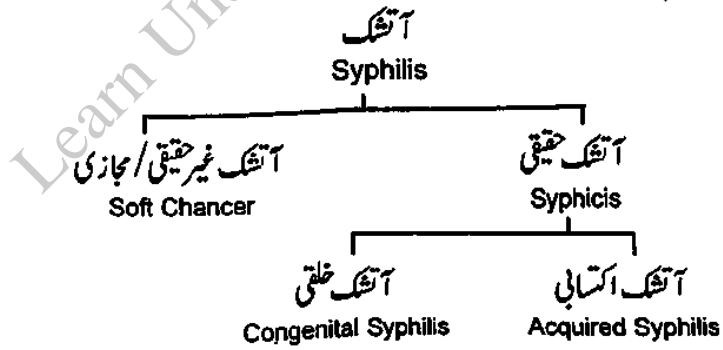 آتشک
Syphilis
آتشک حقیقی
Syphicis
آتشک غیر حقیقی/مجازی
Soft Chancer
آتشک اکتسابی
Acquired Syphilis
آتشک خلقی
Congenital Syphilis
Learn